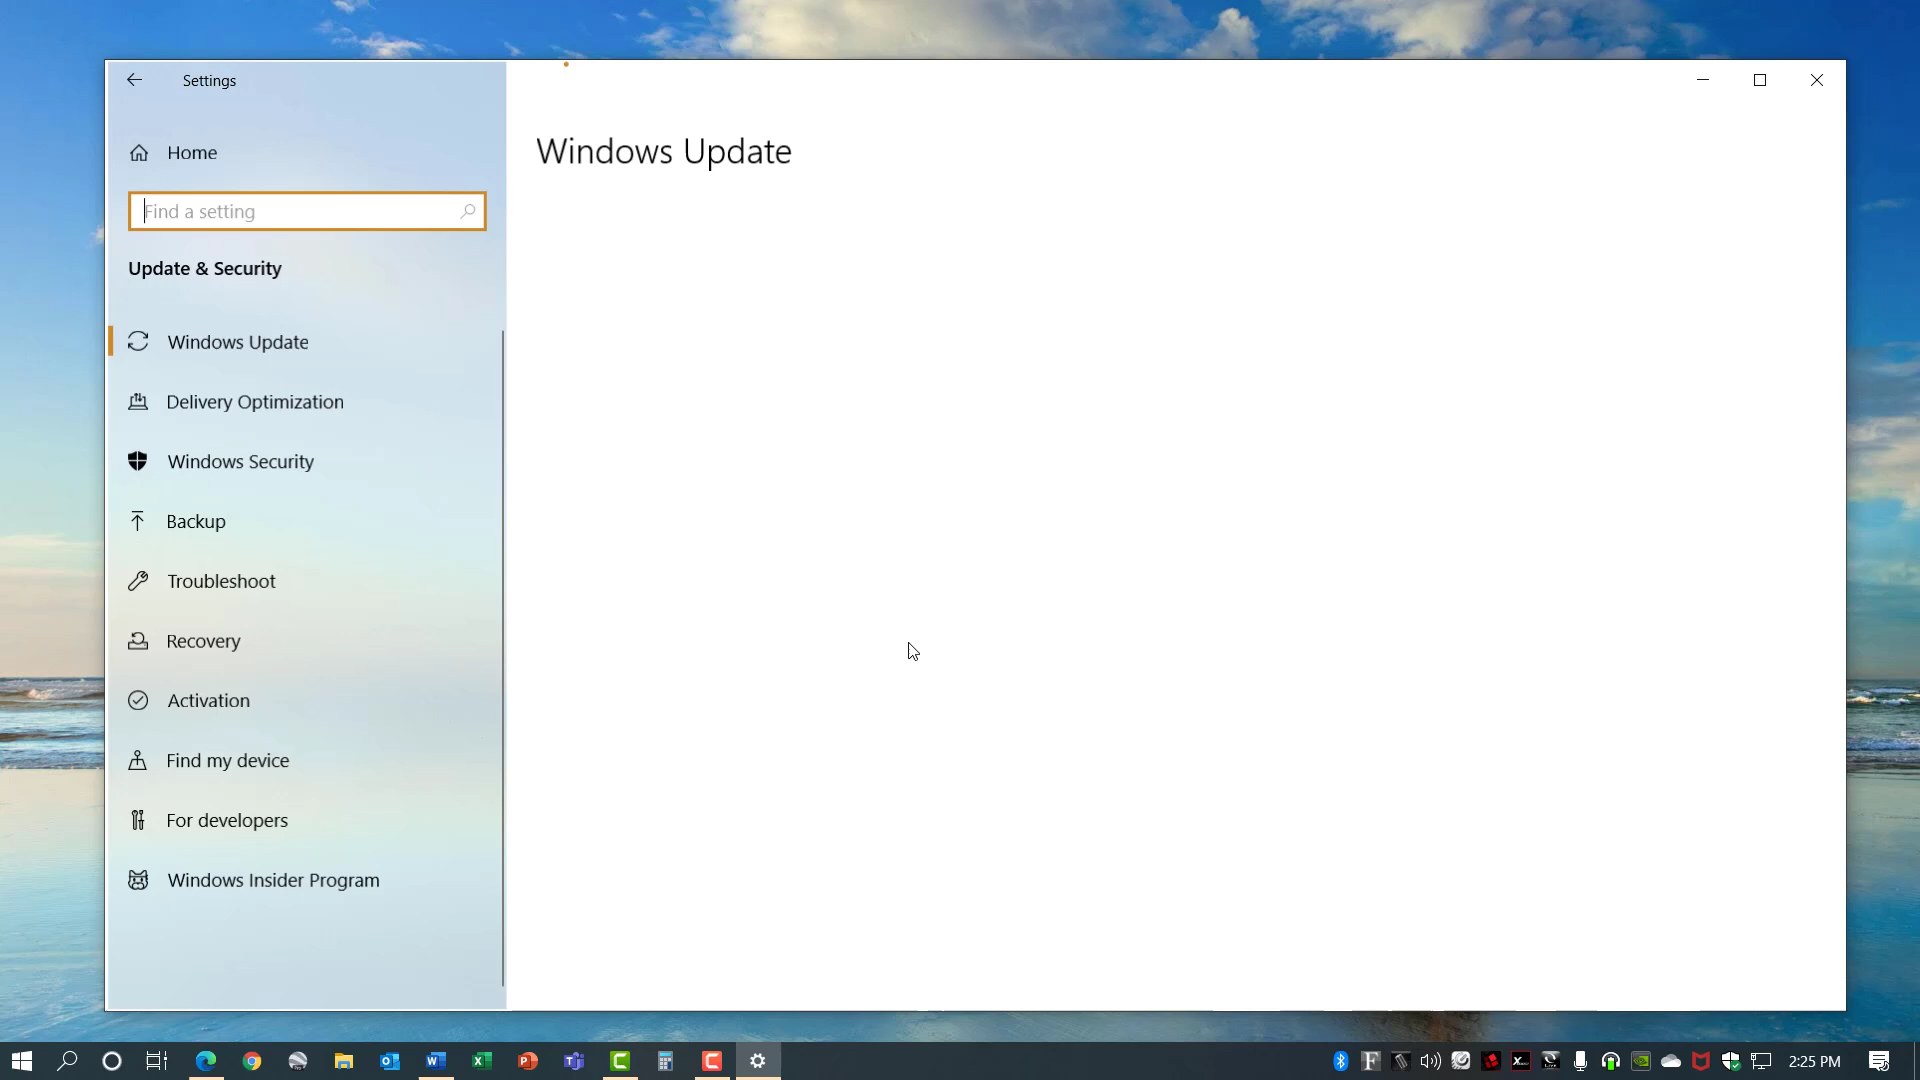 Settings
Home
Find a setting
Update & Security
Windows Update
Delivery Optimization
Windows Security
Backup
Troubleshoot
Recovery
Activation
Find my device
For developers
Windows Insider Program
Windows Update
2:25 PM